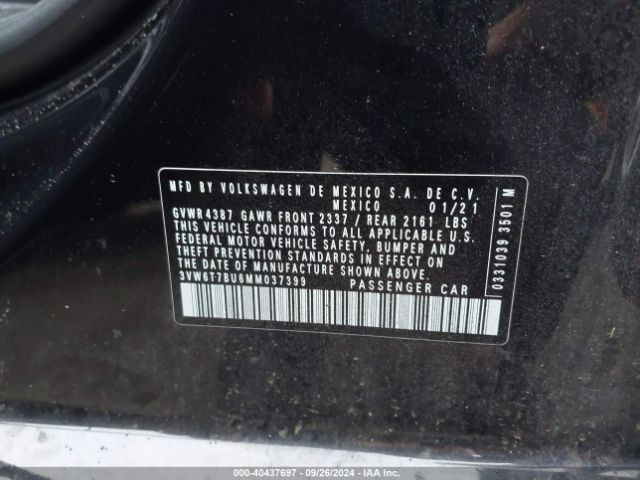 MFD BY VOLKSWAGEN DE MEXICO S.A. DE C.V.
MEXICO 01/21
GVWR 4387 GAWR FRONT 2337 / REAR 2161 LBS
THIS VEHICLE CONFORMS TO ALL APPLICABLE U.S.
FEDERAL MOTOR VEHICLE SAFETY, BUMPER AND
THEFT PREVENTION STANDARDS IN EFFECT ON
THE DATE OF MANUFACTURE SHOWN ABOVE.
3VW6T7BU6MM037399 PASSENGER CAR
0331039 3501 M
000-40437697 - 09/26/2024 - IAA Inc.